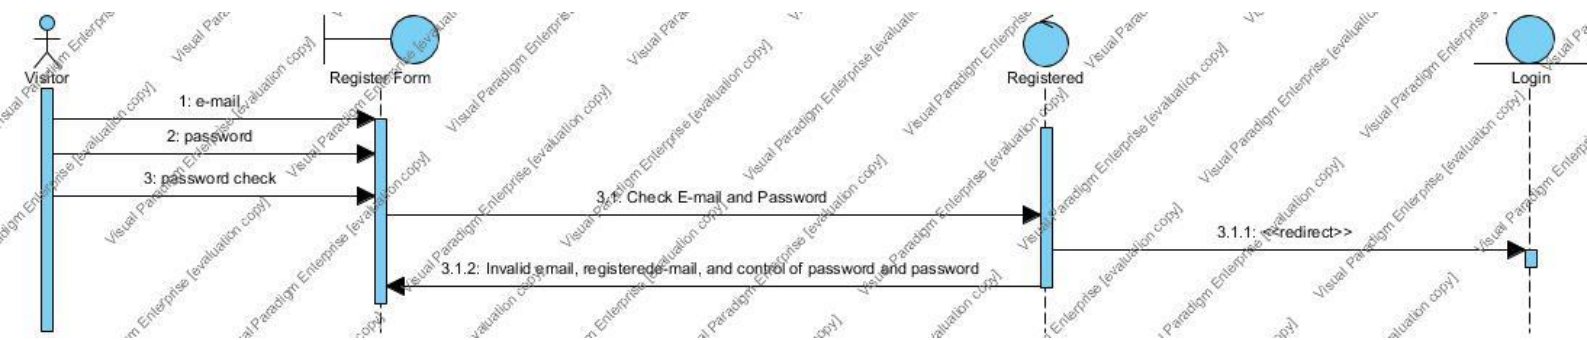 Visitor
Register Form
Registered
Login
1: e-mail
2: password
3: password check
3.1: Check E-mail and Password
3.1.1: <<redirect>>
3.1.2: Invalid email, registerede-mail, and control of password and password
Visual Paradigm Enterprise [evaluation copy]